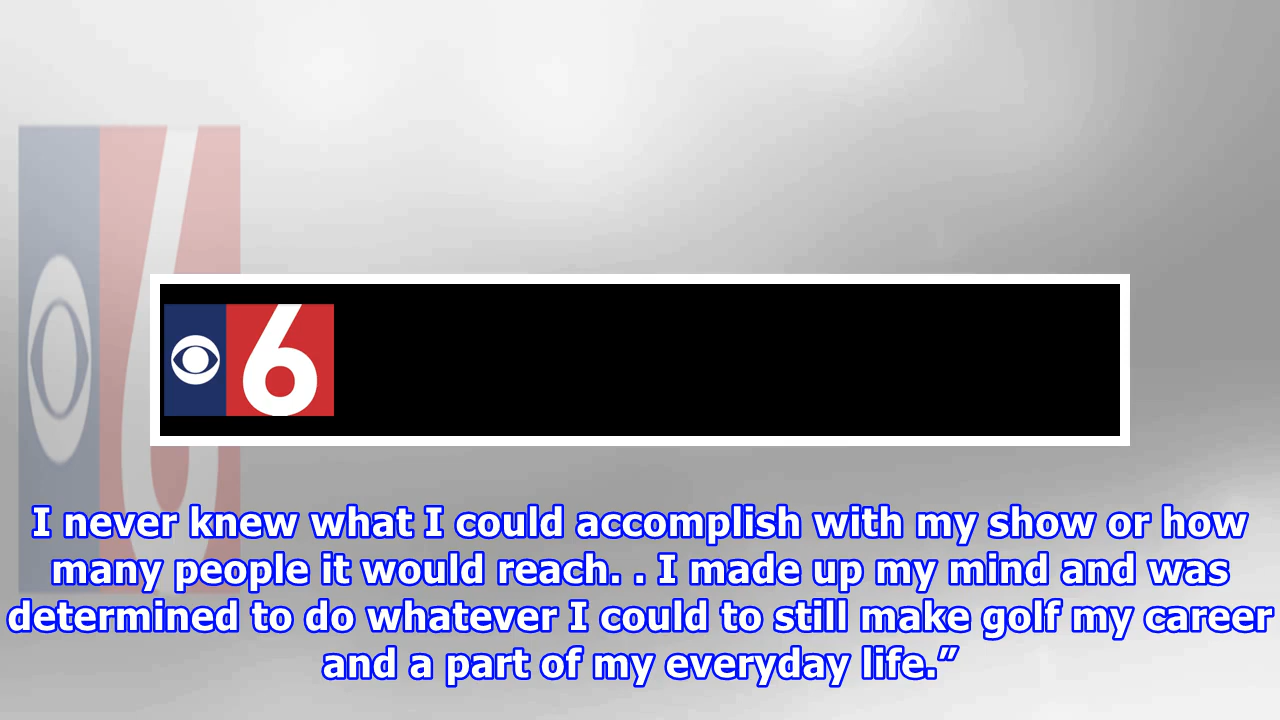 6
6
I never knew what I could accomplish with my show or how
many people it would reach. . I made up my mind and was
determined to do whatever I could to still make golf my career
and a part of my everyday life.”